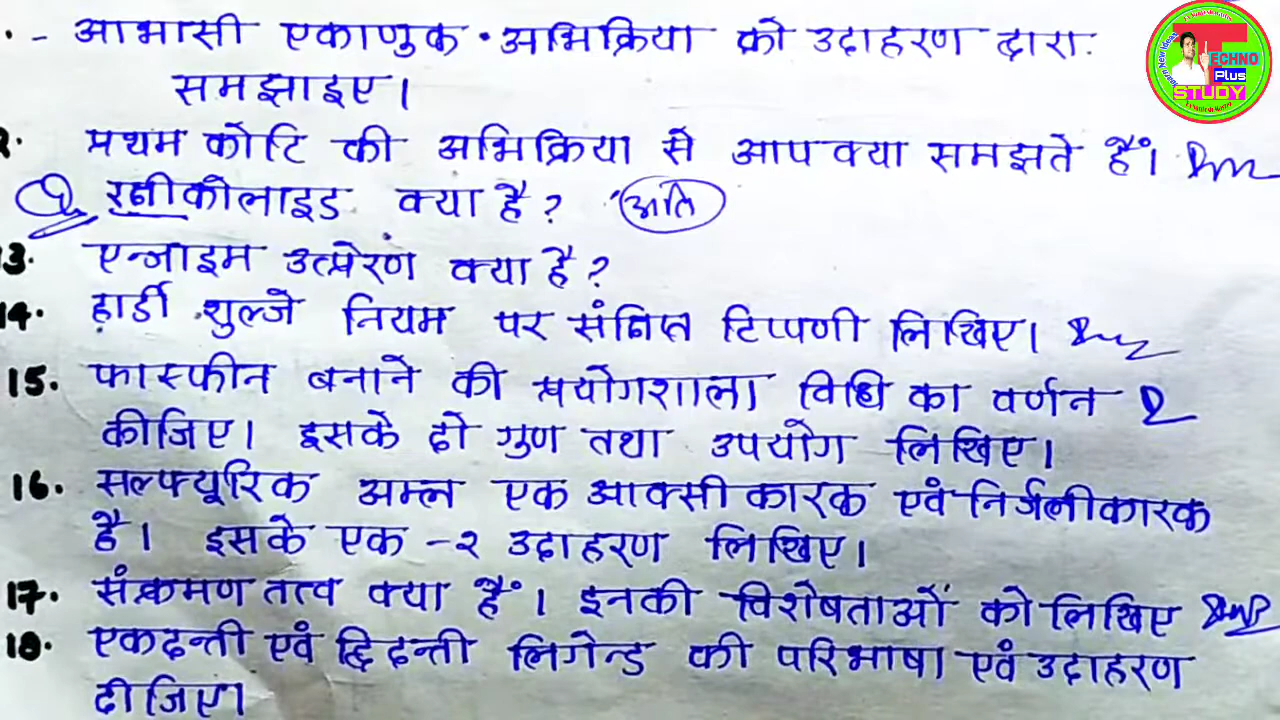 - आभासी एकाणुक अभिक्रिया को उदाहरण द्वारा
समझाइए।
प्रथम कोटि की अभिक्रिया से आप क्या समझते हैं।
Q. रक्षी कोलाइड क्या है? अति
13. एन्जाइम उत्प्रेरण क्या है?
14. हार्डी शुल्जे नियम पर संक्षिप्त टिप्पणी लिखिए।
15. फास्फीन बनाने की प्रयोगशाला विधि का वर्णन
कीजिए। इसके दो गुण तथा उपयोग लिखिए।
16. सल्फ्यूरिक अम्ल एक आक्सीकारक एवं निर्जलीकारक
है। इसके एक-२ उदाहरण लिखिए।
17. संक्रमण तत्व क्या हैं। इनकी विशेषताओं को लिखिए
18. एकदन्ती एवं द्विदन्ती लिगेन्ड की परिभाषा एवं उदाहरण
दीजिए।
TECHNO
Plus
STUDY